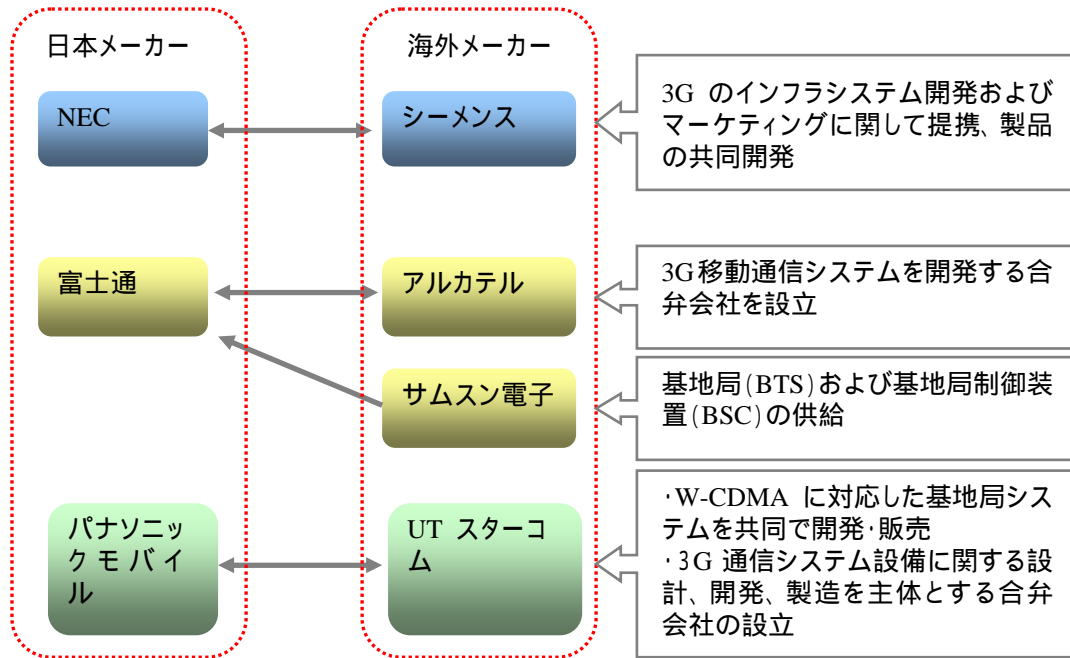 日本メーカー
海外メーカー
NEC
シーメンス
3G のインフラシステム開発および
マーケティングに関して提携、製品
の共同開発
富士通
アルカテル
3G移動通信システムを開発する合
弁会社を設立
サムスン電子
基地局(BTS)および基地局制御装
置(BSC)の供給
パナソニッ
クモバイ
ル
UT スターコ
ム
・W-CDMA に対応した基地局シス
テムを共同で開発・販売
・3G 通信システム設備に関する設
計、開発、製造を主体とする合弁
会社の設立